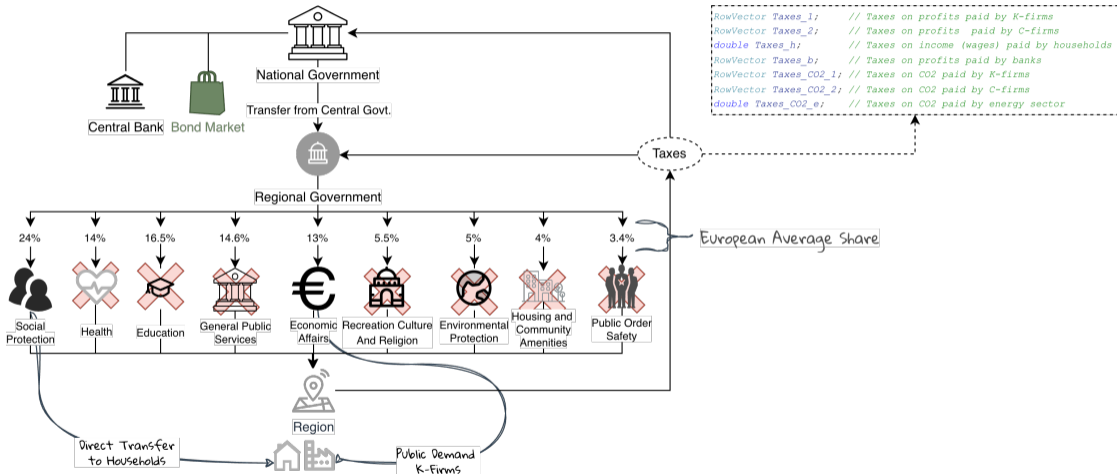 RowVector Taxes_1; // Taxes on profits paid by K-firms
RowVector Taxes_2; // Taxes on profits paid by C-firms
double Taxes_h; // Taxes on income (wages) paid by households
RowVector Taxes_b; // Taxes on profits paid by banks
RowVector Taxes_CO2_1; // Taxes on CO2 paid by K-firms
RowVector Taxes_CO2_2; // Taxes on CO2 paid by C-firms
double Taxes_CO2_e; // Taxes on CO2 paid by energy sector
National Government
Central Bank
Bond Market
Transfer from Central Govt.
Taxes
Regional Government
24%
14%
16.5%
14.6%
13%
5.5%
5%
4%
3.4%
European Average Share
Social
Protection
Health
Education
General Public
Services
Economic
Affairs
Recreation Culture
And Religion
Environmental
Protection
Housing and
Community
Amenities
Public Order
Safety
Region
Direct Transfer
to Households
Public Demand
K-Firms